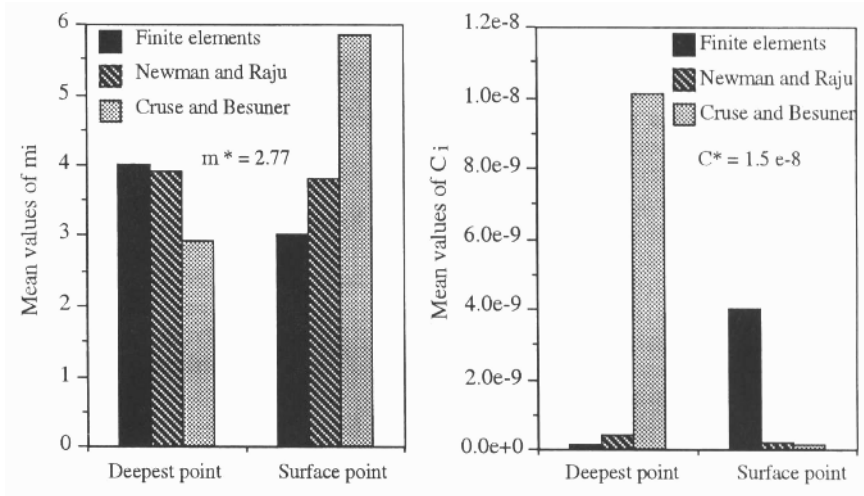 Mean values of mi
6
5
4
3
2
1
0
Finite elements
Newman and Raju
Cruse and Besuner
m * = 2.77
Deepest point
Surface point
Mean values of C i
1.2e-8
1.0e-8
8.0e-9
6.0e-9
4.0e-9
2.0e-9
0.0e+0
Finite elements
Newman and Raju
Cruse and Besuner
C* = 1.5 e-8
Deepest point
Surface point